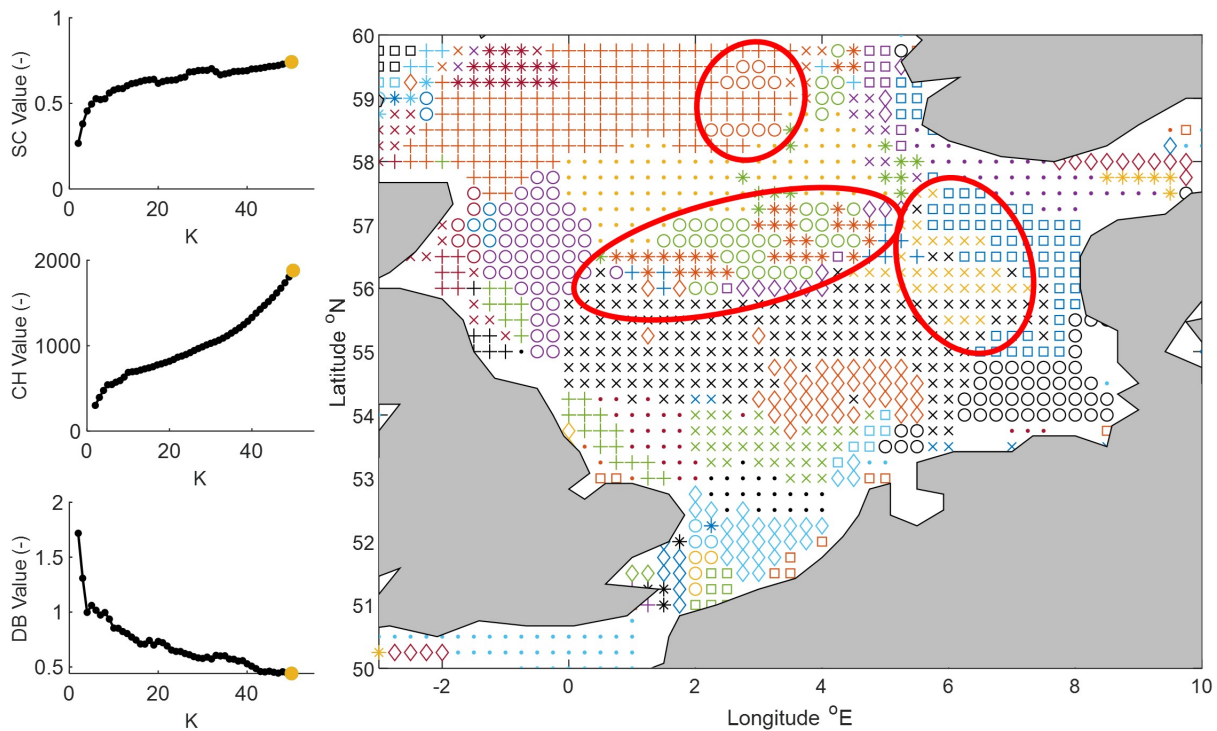 1
0.5
0
0 20 40
SC Value (-)
K
2000
1000
0
0 20 40
CH Value (-)
K
2
1.5
1
0.5
0 20 40
DB Value (-)
K
60
59
58
57
56
55
54
53
52
51
50
Latitude °N
-2 0 2 4 6 8 10
Longitude °E